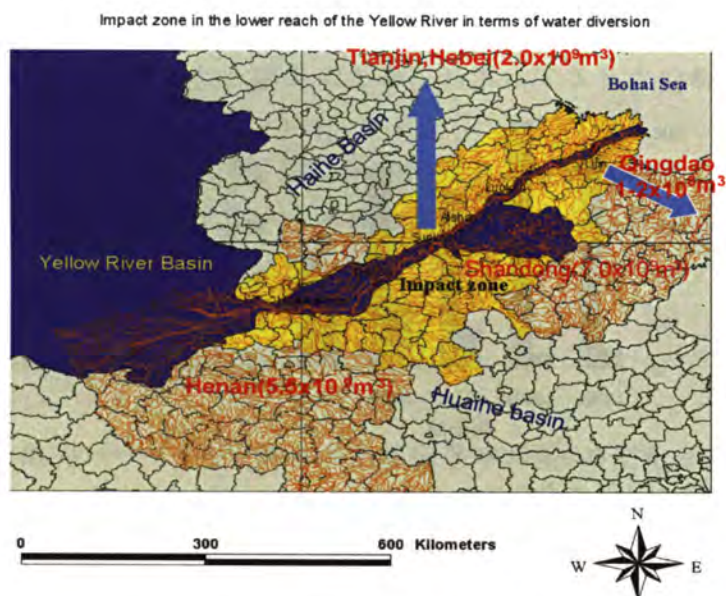 Impact zone in the lower reach of the Yellow River in terms of water diversion
Tianjin,Hebei(2.0x10⁹m³)
Bohai Sea
Haihe Basin
Qingdao
Yellow River Basin
Impact zone
Henan(5.5x10⁹m³)
Huaihe basin
0 300 600 Kilometers
N
W E